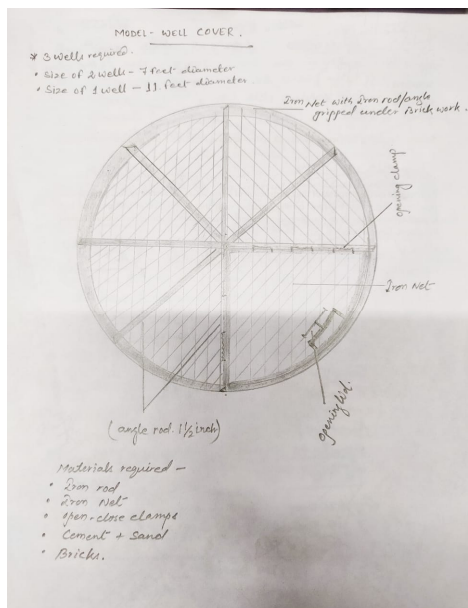 MODEL- WELL COVER.
* 3 wells required.
• Size of 2 wells - 7 feet diameter
• Size of 1 well - 11 feet diameter
Iron Net with Iron rod/angle
gripped under Brick work.
opening clamp
Iron Net
opening lid.
(angle rod. 1 1/2 inch)
Materials required -
• Iron rod
• Iron Net
• open-close clamps
• Cement + Sand
• Bricks.